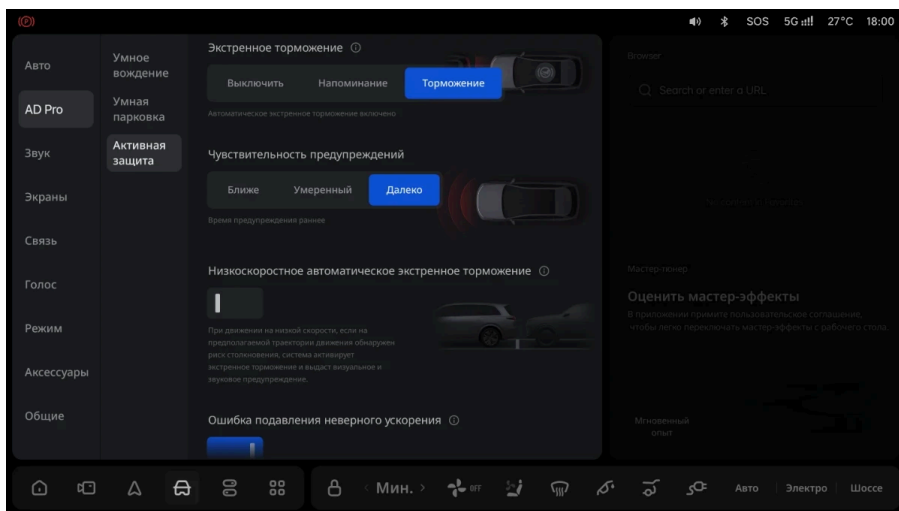 (P)
SOS 5G 27°C 18:00
Авто
AD Pro
Звук
Экраны
Связь
Голос
Режим
Аксессуары
Общие
Умное
вождение
Умная
парковка
Активная
защита
Экстренное торможение
Выключить Напоминание Торможение
Автоматическое экстренное торможение включено
Чувствительность предупреждений
Ближе Умеренный Далеко
Время предупреждения раннее
Низкоскоростное автоматическое экстренное торможение
При движении на низкой скорости, если на
предполагаемой траектории движения обнаружен
риск столкновения, система активирует
экстренное торможение и выдаст визуальное и
звуковое предупреждение.
Ошибка подавления неверного ускорения
Browser
Search or enter a URL
Мастер-тюнер
Оценить мастер-эффекты
В приложении примите пользовательское соглашение,
чтобы легко переключать мастер-эффекты с рабочего стола.
Мгновенный
опыт
< Мин. > OFF Авто Электро Шоссе